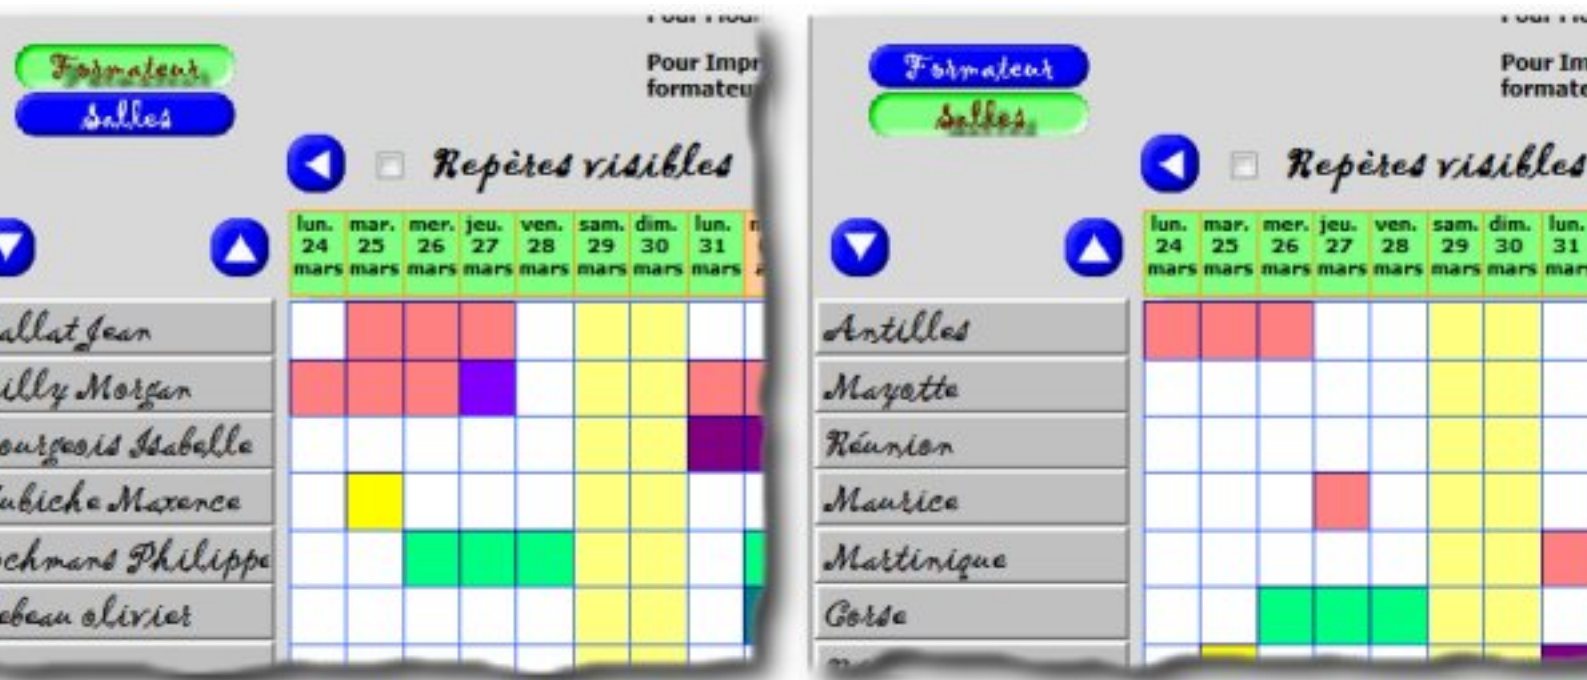 Formateur
Salles
Pour Impr
formateu
Repères visibles
lun. mar. mer. jeu. ven. sam. dim. lun.
24 25 26 27 28 29 30 31
mars mars mars mars mars mars mars mars
allat Jean
illy Morgan
ourgeois Isabelle
ubiche Maxence
chmans Philippe
ebeau olivier
Formateur
Salles
Pour Im
formate
Repères visibles
lun. mar. mer. jeu. ven. sam. dim. lun.
24 25 26 27 28 29 30 31
mars mars mars mars mars mars mars mars
Antilles
Mayotte
Réunion
Maurice
Martinique
Corse